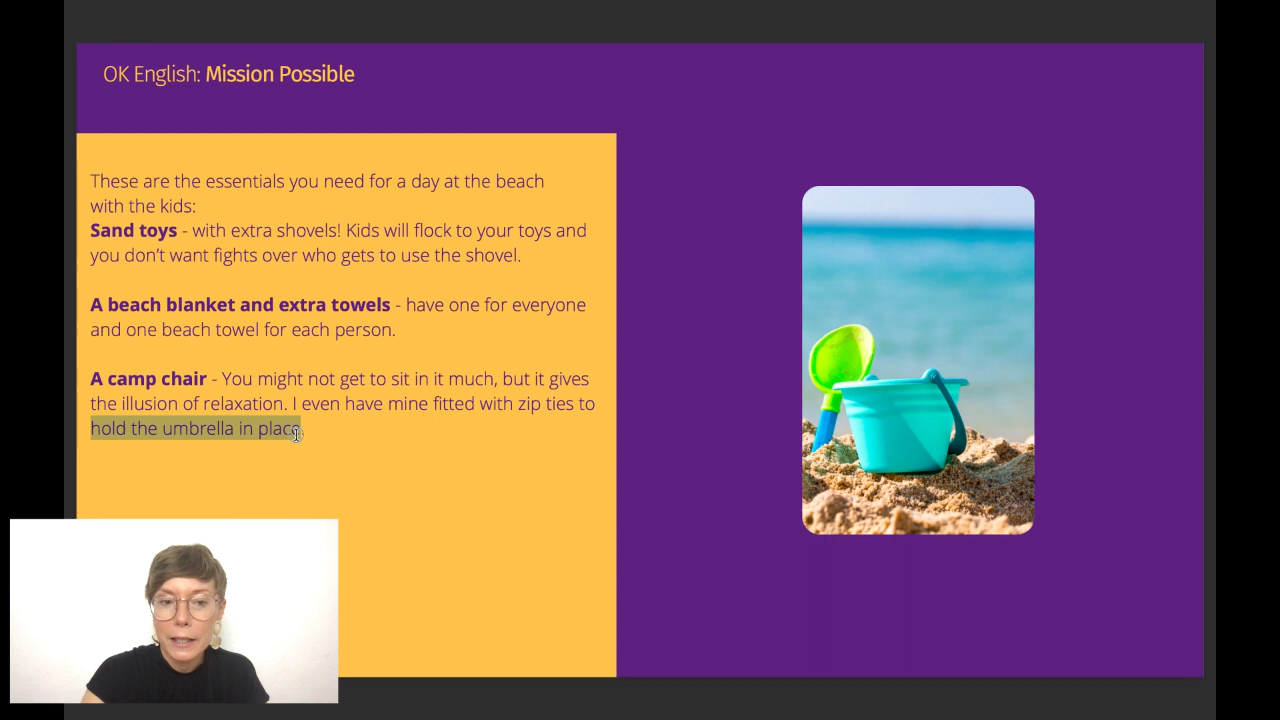 OK English: Mission Possible
These are the essentials you need for a day at the beach
with the kids:
Sand toys - with extra shovels! Kids will flock to your toys and
you don’t want fights over who gets to use the shovel.
A beach blanket and extra towels - have one for everyone
and one beach towel for each person.
A camp chair - You might not get to sit in it much, but it gives
the illusion of relaxation. I even have mine fitted with zip ties to
hold the umbrella in place